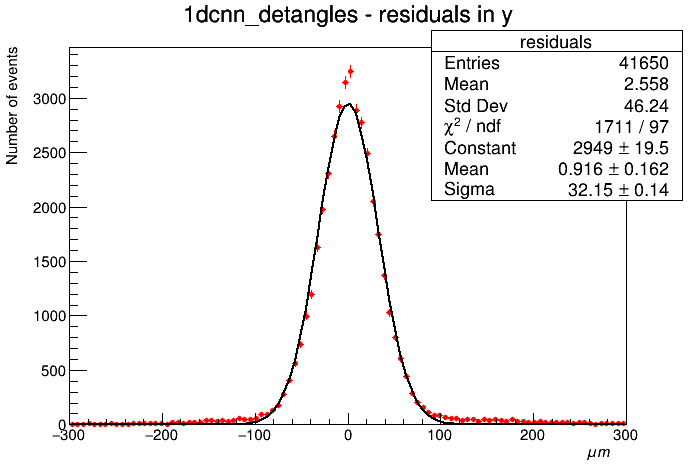 1dcnn_detangles - residuals in y
residuals
Entries 41650
Mean 2.558
Std Dev 46.24
χ² / ndf 1711 / 97
Constant 2949 ± 19.5
Mean 0.916 ± 0.162
Sigma 32.15 ± 0.14
Number of events
3000
2500
2000
1500
1000
500
0
−300 −200 −100 0 100 200 300
μm